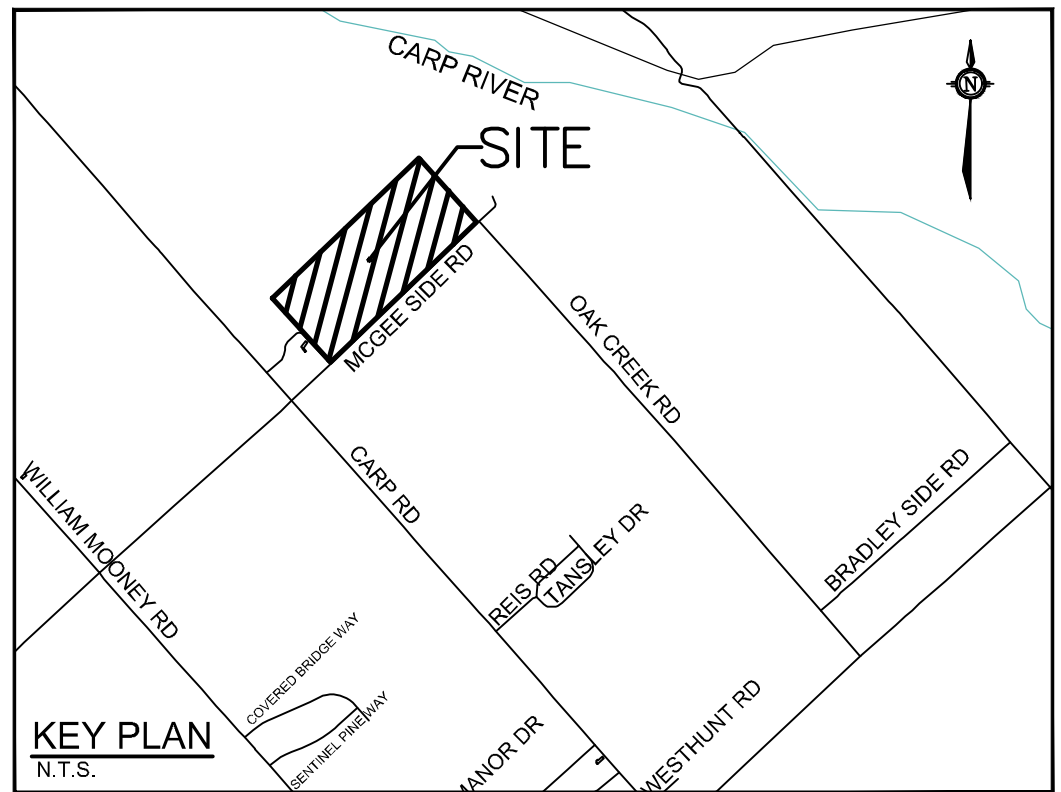 CARP RIVER
N
SITE
MCGEE SIDE RD
OAK CREEK RD
CARP RD
WILLIAM MOONEY RD
BRADLEY SIDE RD
REIS RD
TANSLEY DR
COVERED BRIDGE WAY
SENTINEL PINE WAY
MANOR DR
WESTHUNT RD
KEY PLAN
N.T.S.